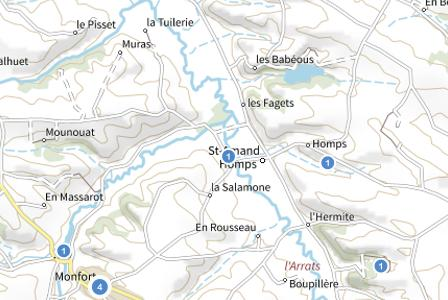 le Pisset
la Tuilerie
En B
Muras
alhuet
les Babéous
les Fagets
Mounouat
Homps
St-Amand
1
Homps
1
la Salamone
En Massarot
l'Hermite
En Rousseau
1
l'Arrats
1
Monfort
4
Boupillère